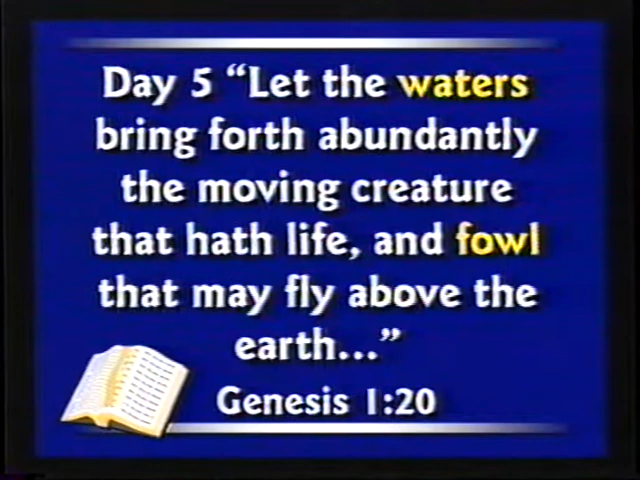 Day 5 “Let the waters
bring forth abundantly
the moving creature
that hath life, and fowl
that may fly above the
earth...”
Genesis 1:20